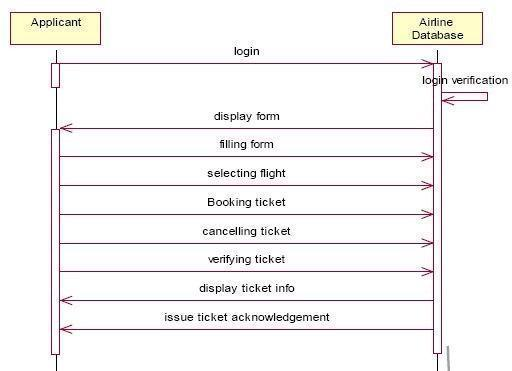 Applicant
Airline
Database
login
login verification
display form
filling form
selecting flight
Booking ticket
cancelling ticket
verifying ticket
display ticket info
issue ticket acknowledgement